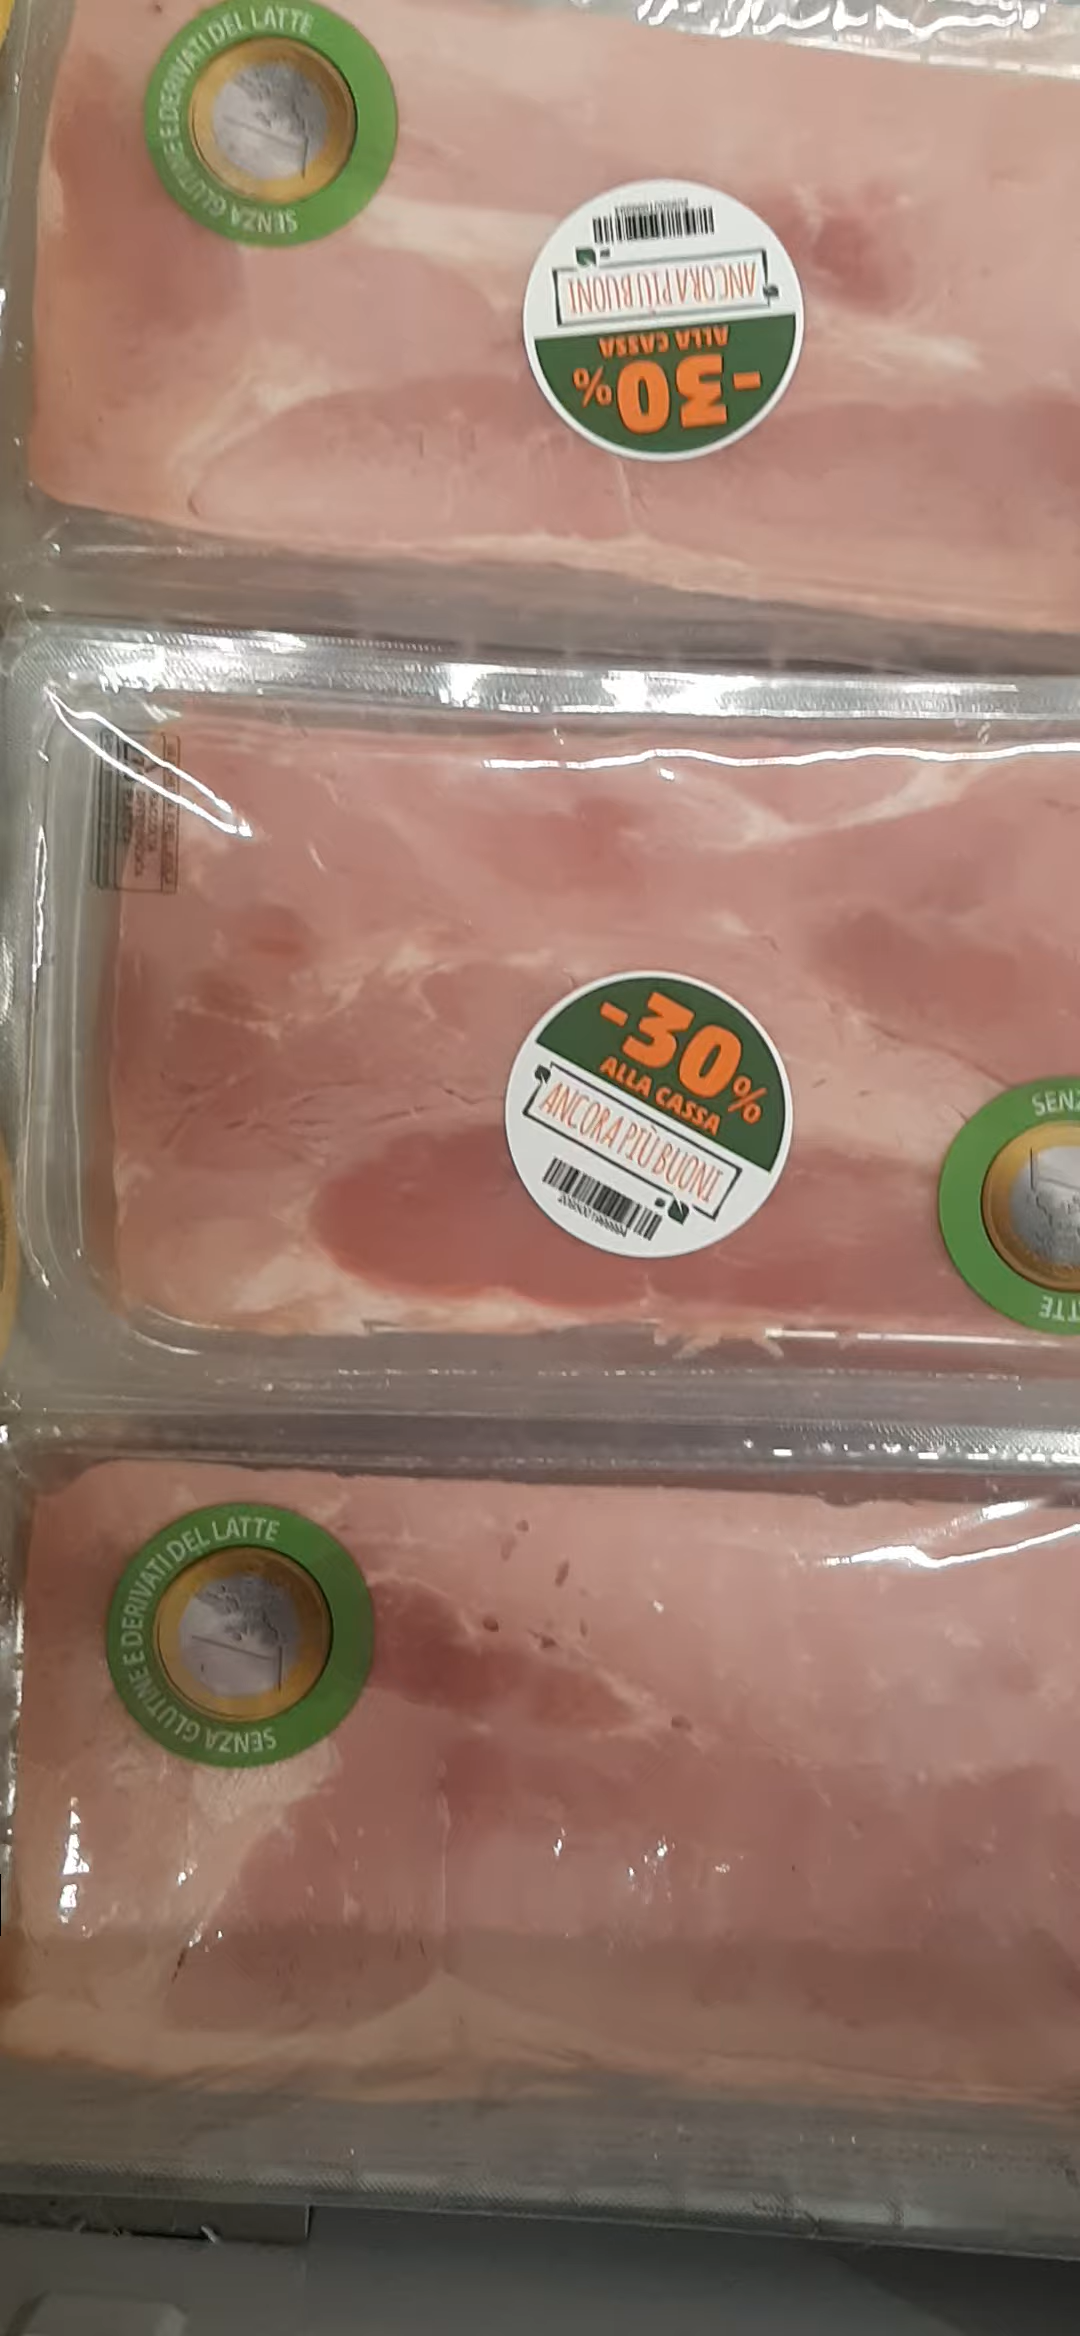 SENZA GLUTINE E DERIVATI DEL LATTE
-30%
ALLA CASSA
ANCORA PIÙ BUONI
-30%
ALLA CASSA
ANCORA PIÙ BUONI
SENZ
TTE
SENZA GLUTINE E DERIVATI DEL LATTE